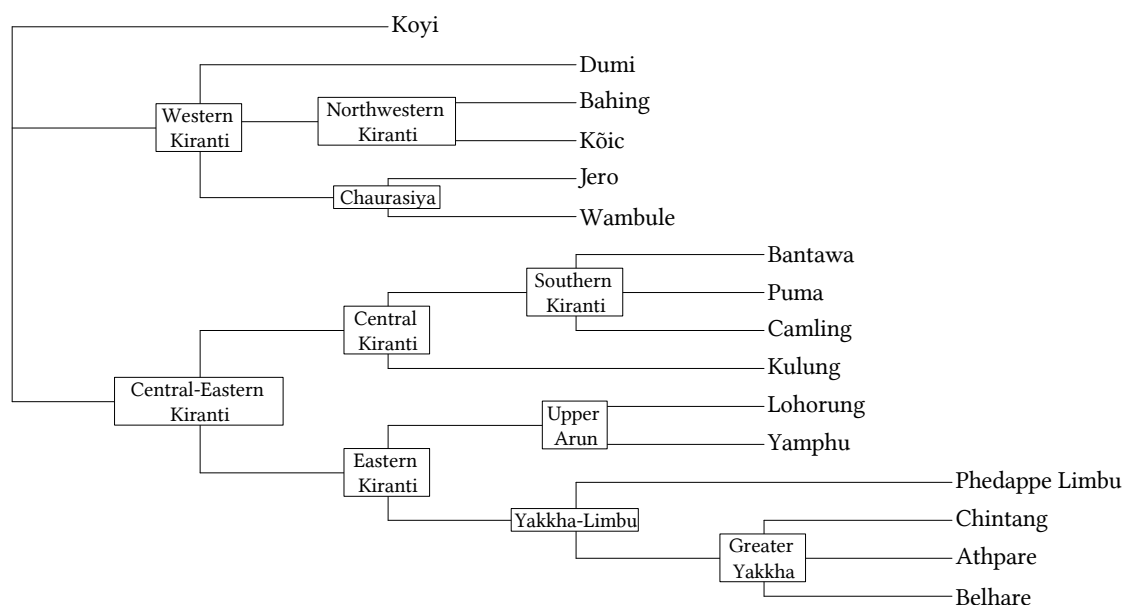 Koyi
Dumi
Western
Kiranti
Northwestern
Kiranti
Bahing
Kõic
Chaurasiya
Jero
Wambule
Central-Eastern
Kiranti
Central
Kiranti
Southern
Kiranti
Bantawa
Puma
Camling
Kulung
Eastern
Kiranti
Upper
Arun
Lohorung
Yamphu
Yakkha-Limbu
Phedappe Limbu
Greater
Yakkha
Chintang
Athpare
Belhare